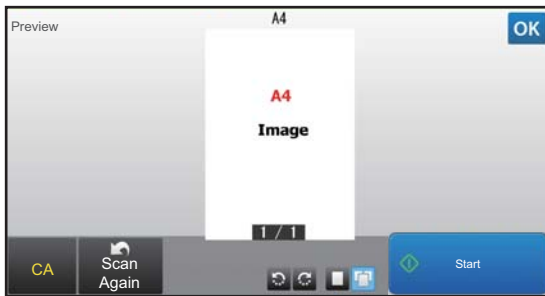 Preview
A4
OK
A4
Image
1 / 1
CA
Scan
Again
Start